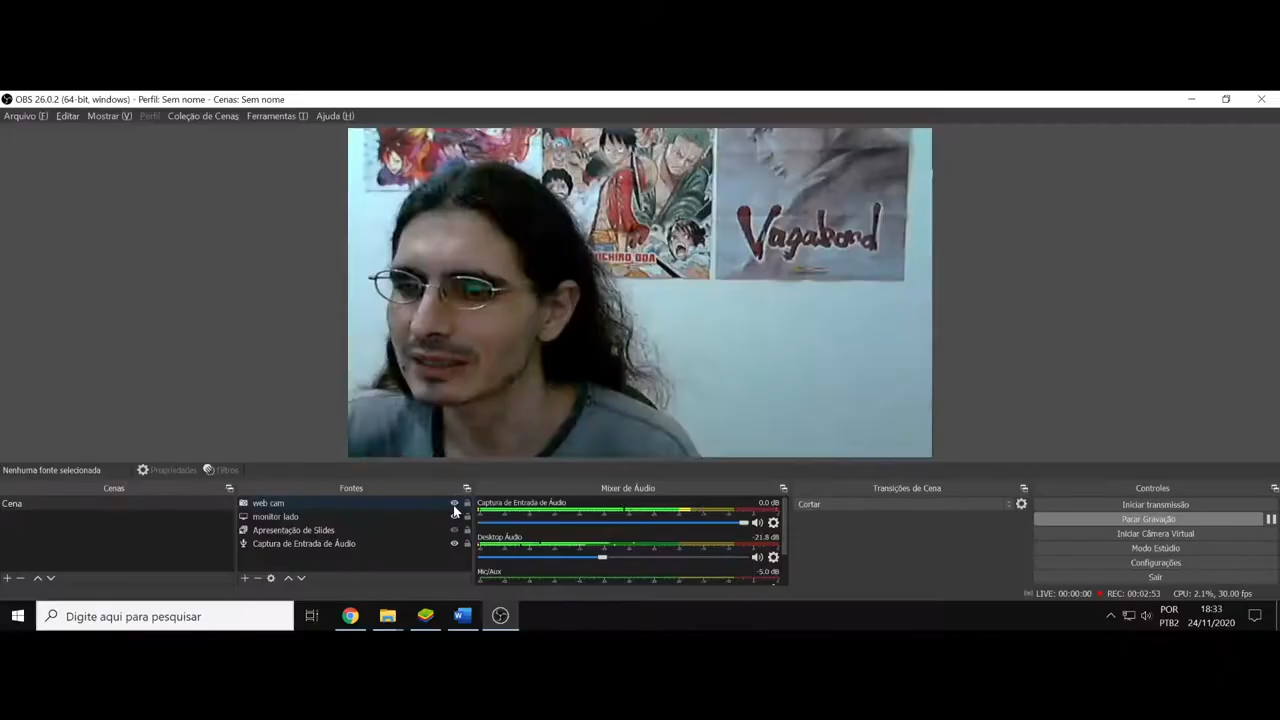 OBS 26.0.2 (64-bit, windows) - Perfil: Sem nome - Cenas: Sem nome
Arquivo (F) Editar Mostrar (V) Perfil Coleção de Cenas Ferramentas (T) Ajuda (H)
Vagabond
EIICHIRO ODA
Nenhuma fonte selecionada Propriedades Filtros
Cenas Fontes Mixer de Áudio Transições de Cena Controles
Cena
web cam
monitor lado
Apresentação de Slides
Captura de Entrada de Áudio
Captura de Entrada de Áudio 0.0 dB
Desktop Áudio -21.8 dB
Mic/Aux -5.0 dB
Cortar
Iniciar transmissão
Parar Gravação
Iniciar Câmera Virtual
Modo Estúdio
Configurações
Sair
LIVE: 00:00:00 REC: 00:02:53 CPU: 2.1%, 30.00 fps
Digite aqui para pesquisar
POR
PTB2
18:33
24/11/2020